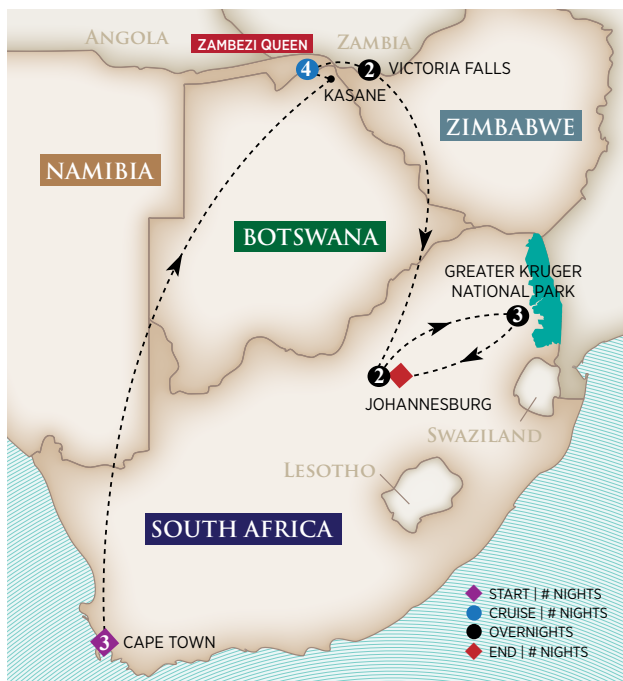 ANGOLA
ZAMBEZI QUEEN
ZAMBIA
4
2
VICTORIA FALLS
KASANE
ZIMBABWE
NAMIBIA
BOTSWANA
GREATER KRUGER
NATIONAL PARK
3
2
JOHANNESBURG
SWAZILAND
LESOTHO
SOUTH AFRICA
3
CAPE TOWN
START | # NIGHTS
CRUISE | # NIGHTS
OVERNIGHTS
END | # NIGHTS